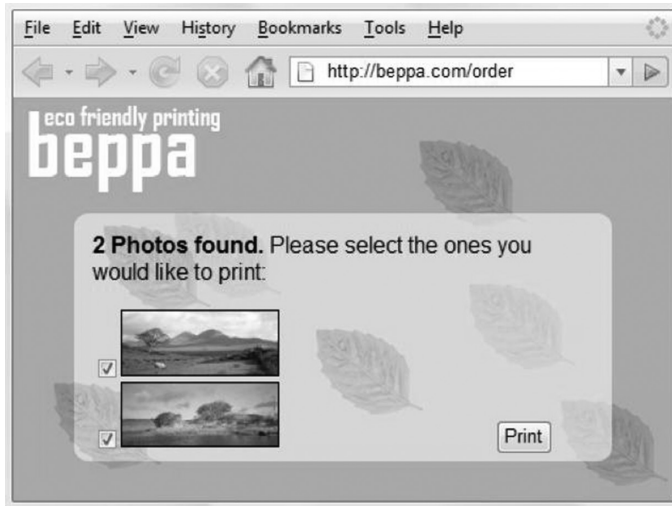 File Edit View History Bookmarks Tools Help
http://beppa.com/order
eco friendly printing
beppa
2 Photos found. Please select the ones you
would like to print:
Print